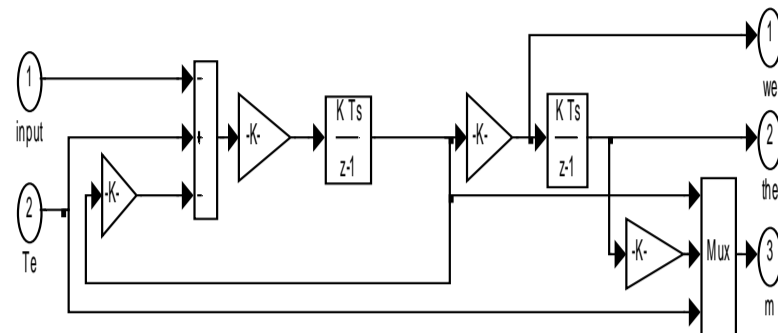 1
input
2
Te
-
+
-
-K-
-K-
K Ts
z-1
-K-
K Ts
z-1
-K-
Mux
1
we
2
the
3
m